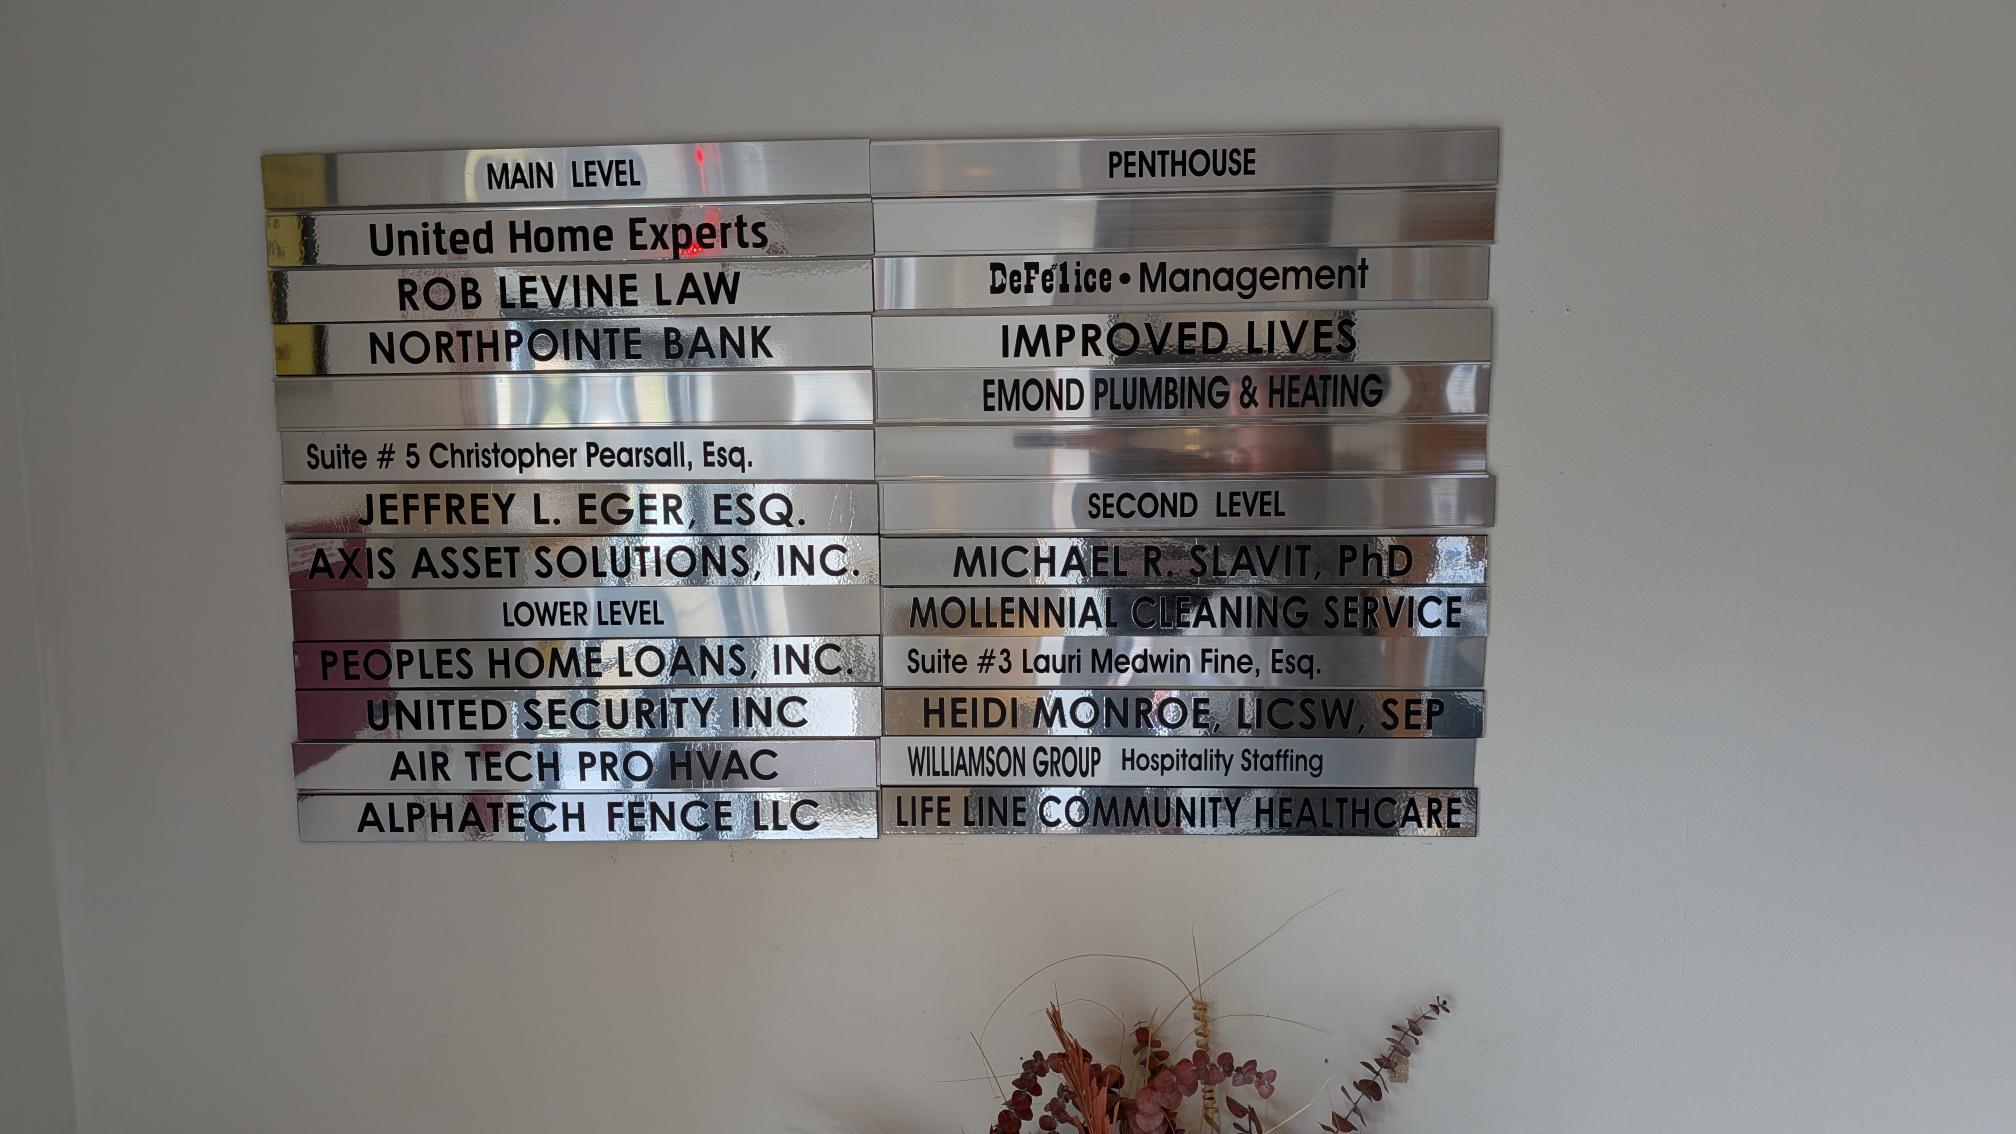 MAIN LEVEL
United Home Experts
ROB LEVINE LAW
NORTHPOINTE BANK
Suite # 5 Christopher Pearsall, Esq.
JEFFREY L. EGER, ESQ.
AXIS ASSET SOLUTIONS, INC.
LOWER LEVEL
PEOPLES HOME LOANS, INC.
UNITED SECURITY INC
AIR TECH PRO HVAC
ALPHATECH FENCE LLC
PENTHOUSE
DeFelice • Management
IMPROVED LIVES
EMOND PLUMBING & HEATING
SECOND LEVEL
MICHAEL R. SLAVIT, PhD
MOLLENNIAL CLEANING SERVICE
Suite #3 Lauri Medwin Fine, Esq.
HEIDI MONROE, LICSW, SEP
WILLIAMSON GROUP Hospitality Staffing
LIFE LINE COMMUNITY HEALTHCARE